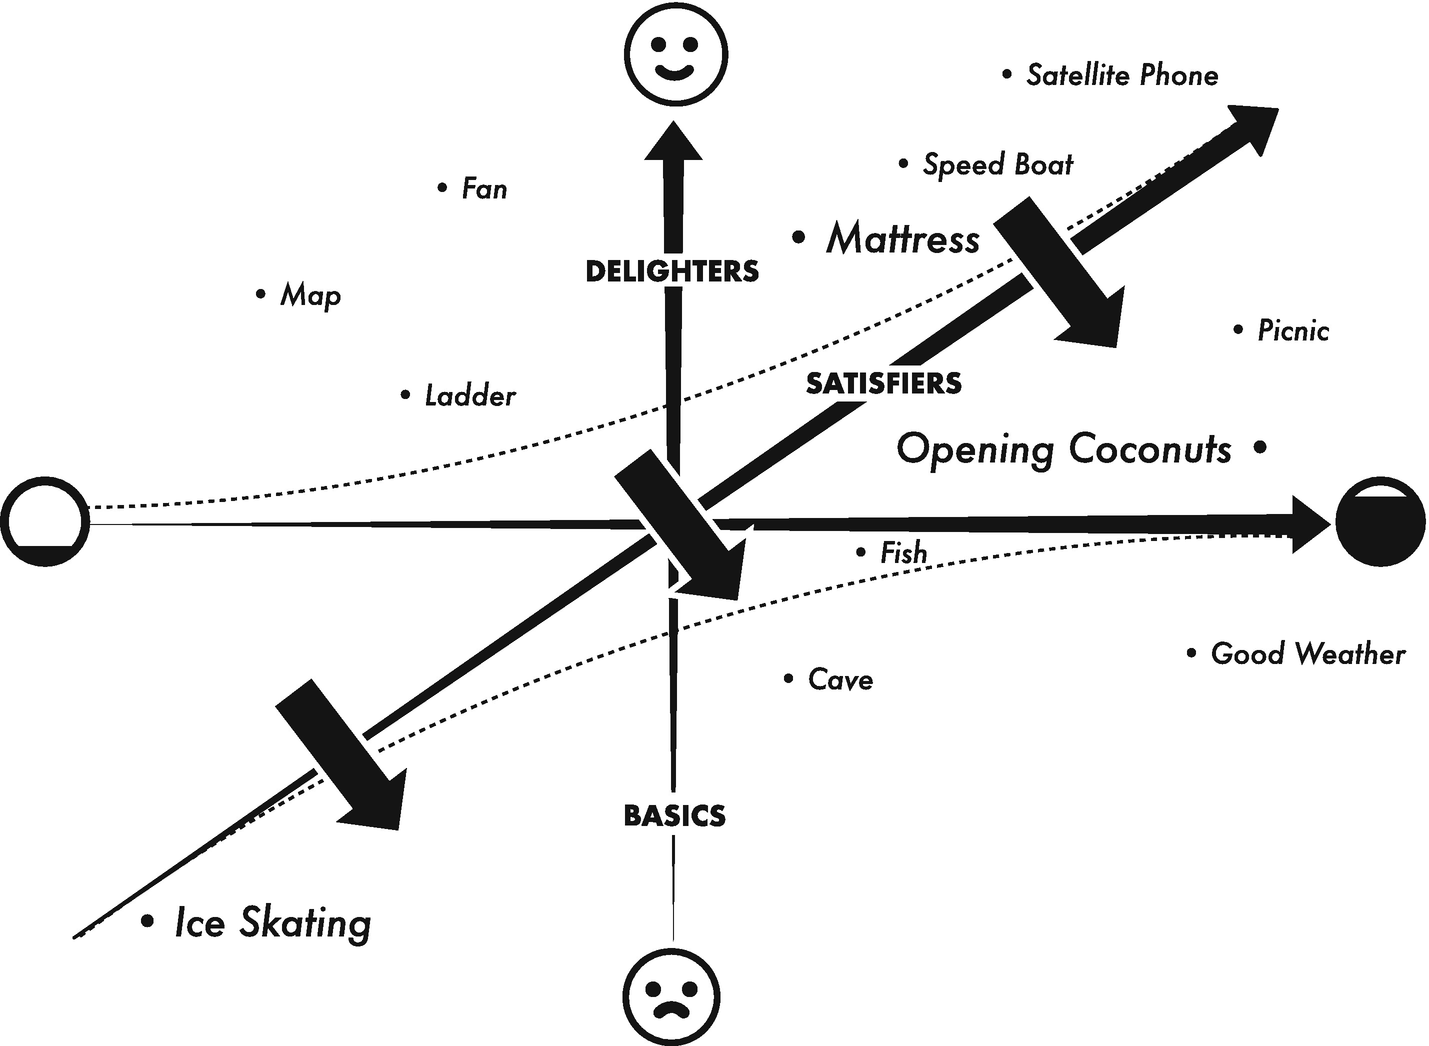 • Satellite Phone
• Speed Boat
• Fan
• Mattress
DELIGHTERS
• Map
• Picnic
SATISFIERS
• Ladder
Opening Coconuts •
• Fish
• Good Weather
• Cave
BASICS
• Ice Skating